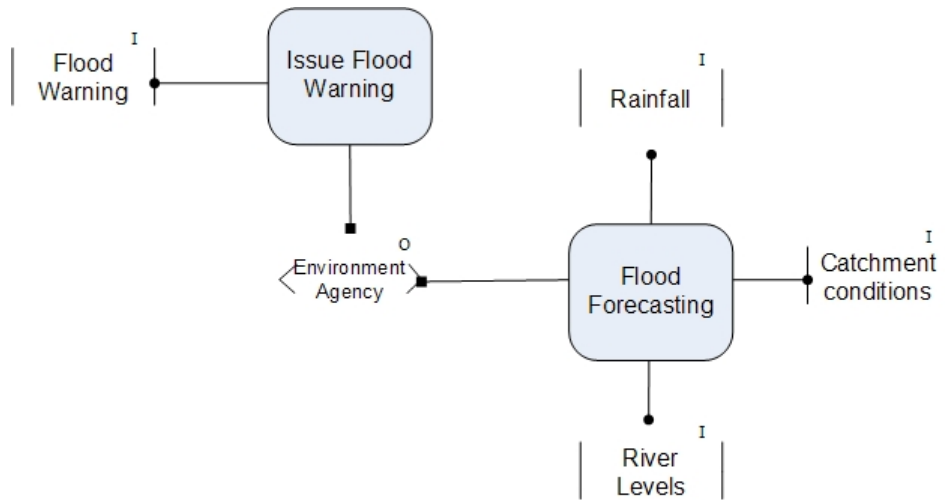 I
Flood
Warning
Issue Flood
Warning
I
Rainfall
O
Environment
Agency
Flood
Forecasting
I
Catchment
conditions
I
River
Levels